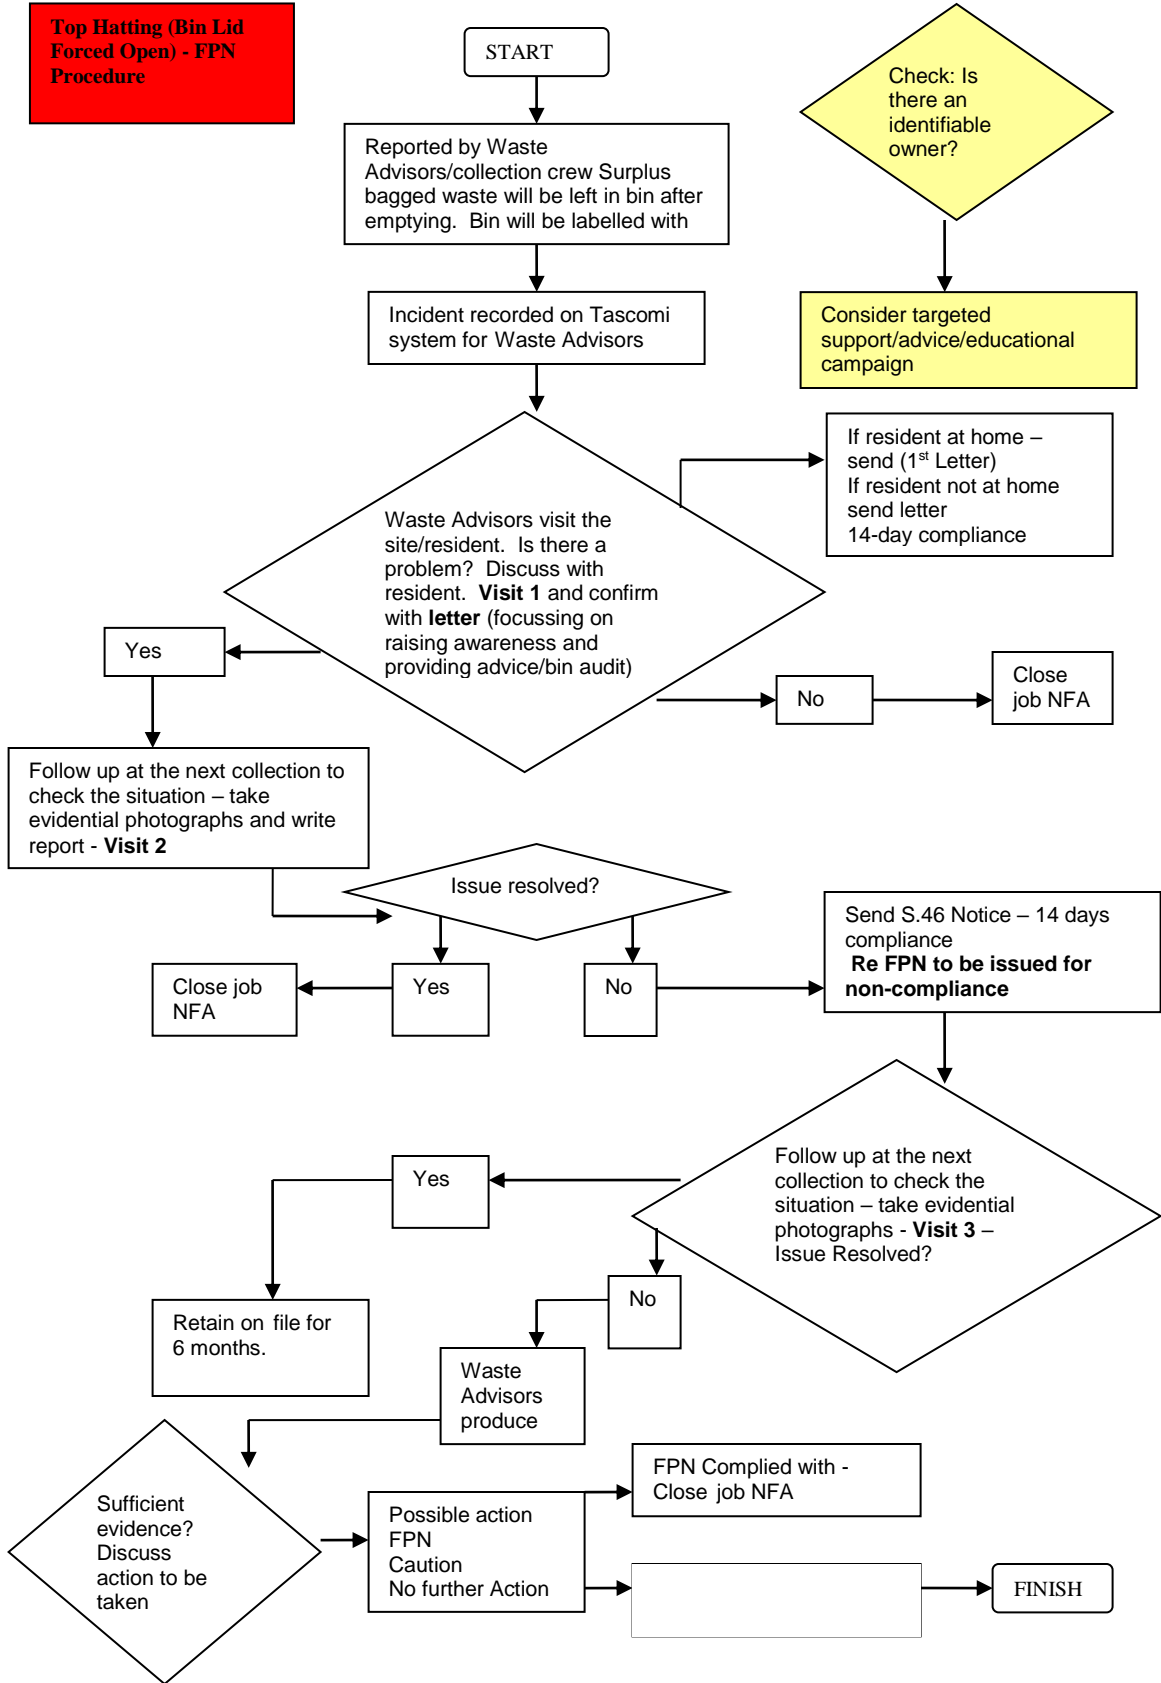 Top Hatting (Bin Lid
Forced Open) - FPN
Procedure
START
Check: Is
there an
identifiable
owner?
Reported by Waste
Advisors/collection crew Surplus
bagged waste will be left in bin after
emptying. Bin will be labelled with
Incident recorded on Tascomi
system for Waste Advisors
Consider targeted
support/advice/educational
campaign
If resident at home –
send (1st Letter)
If resident not at home
send letter
14-day compliance
Waste Advisors visit the
site/resident. Is there a
problem? Discuss with
resident. Visit 1 and confirm
with letter (focussing on
raising awareness and
providing advice/bin audit)
Yes
No
Close
job NFA
Follow up at the next collection to
check the situation – take
evidential photographs and write
report - Visit 2
Issue resolved?
Send S.46 Notice – 14 days
compliance
Re FPN to be issued for
non-compliance
Close job
NFA
Yes
No
Follow up at the next
collection to check the
situation – take evidential
photographs - Visit 3 –
Issue Resolved?
Yes
No
Retain on file for
6 months.
Waste
Advisors
produce
Sufficient
evidence?
Discuss
action to be
taken
Possible action
FPN
Caution
No further Action
FPN Complied with -
Close job NFA
FINISH